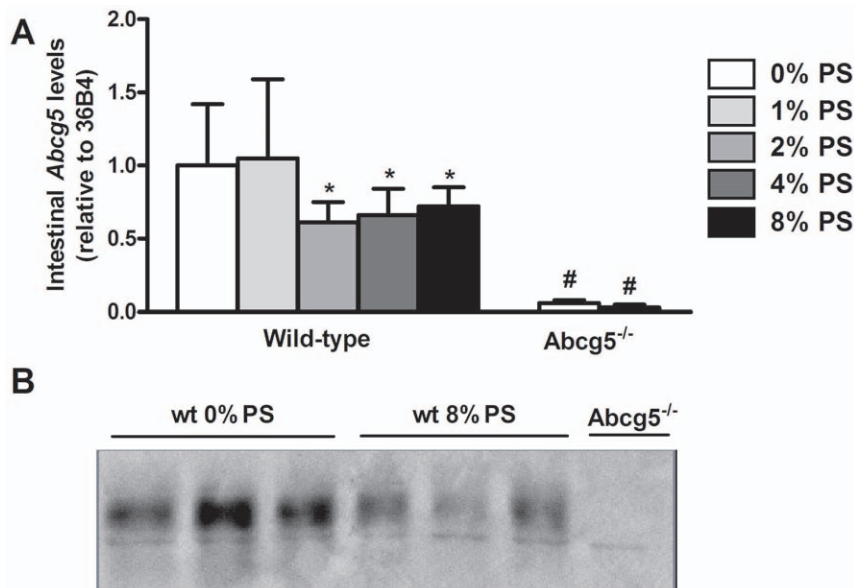 A
Intestinal Abcg5 levels
(relative to 36B4)
2.0
1.5
1.0
0.5
0.0
*
*
*
#
#
Wild-type
Abcg5-/-
0% PS
1% PS
2% PS
4% PS
8% PS
B
wt 0% PS
wt 8% PS
Abcg5-/-